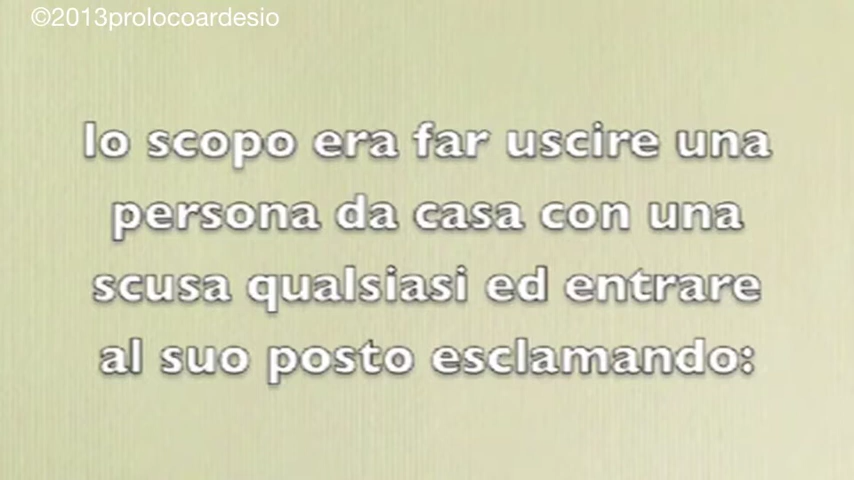 ©2013prolocoardesio
lo scopo era far uscire una
persona da casa con una
scusa qualsiasi ed entrare
al suo posto esclamando: